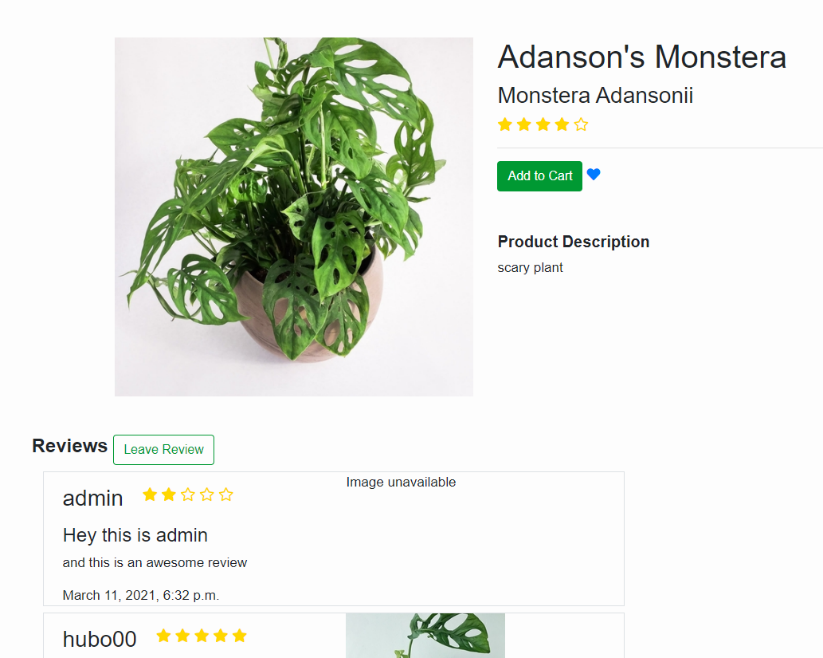 Adanson's Monstera
Monstera Adansonii
Add to Cart
Product Description
scary plant
Reviews
Leave Review
admin
Image unavailable
Hey this is admin
and this is an awesome review
March 11, 2021, 6:32 p.m.
hubo00